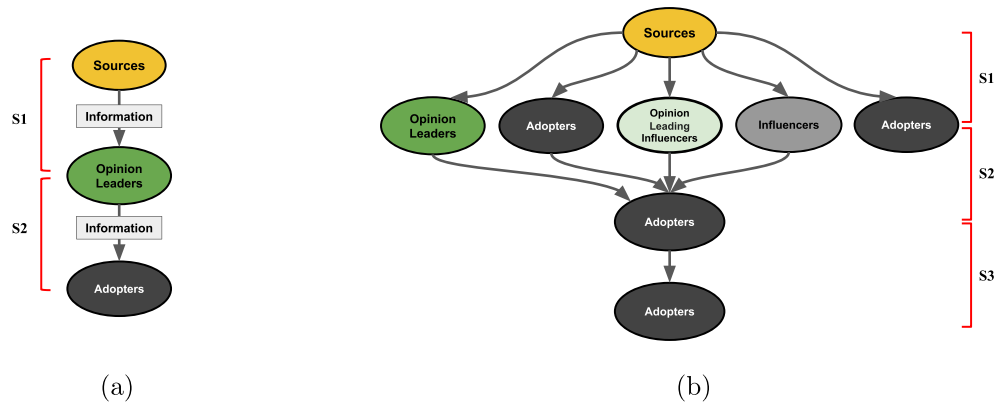 Sources
S1
Information
Opinion
Leaders
S2
Information
Adopters
(a)
Sources
S1
Opinion
Leaders
Adopters
Opinion
Leading
Influencers
Influencers
Adopters
S2
Adopters
S3
Adopters
(b)